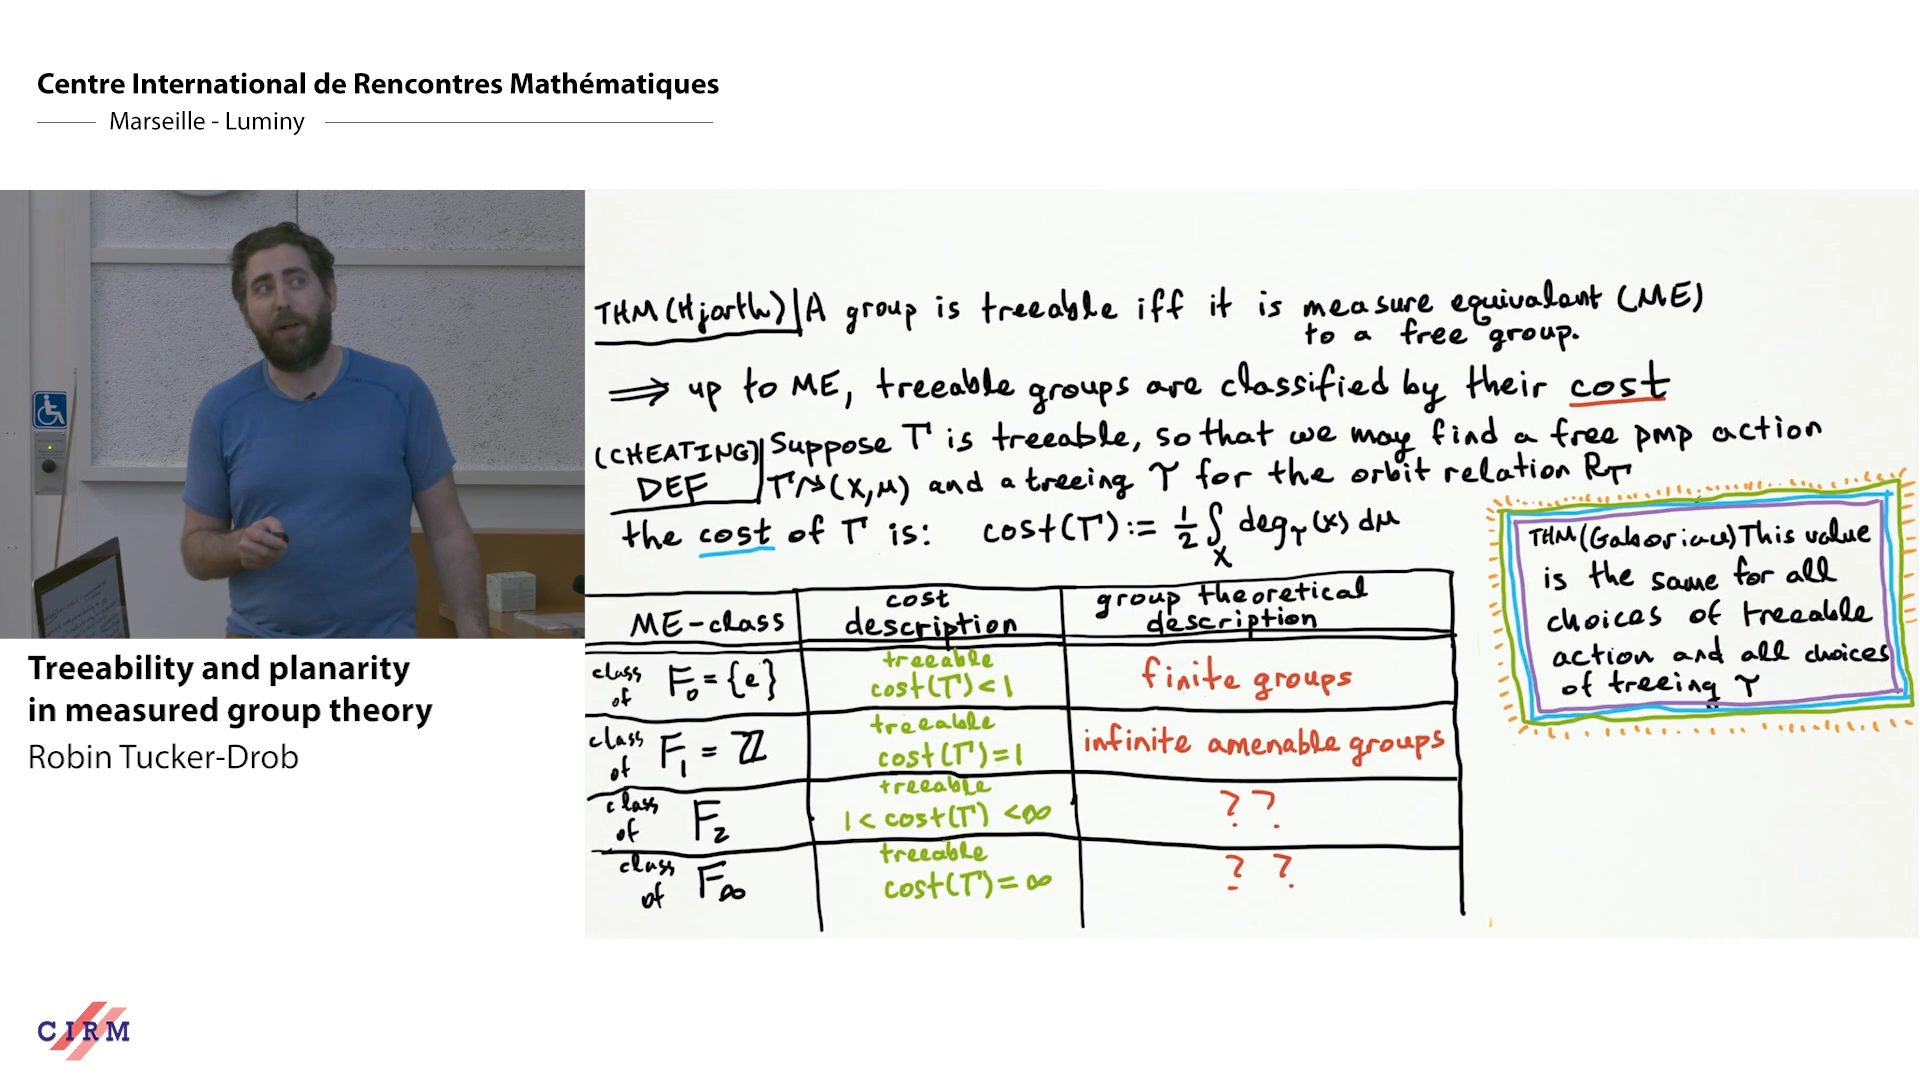 Centre International de Rencontres Mathématiques
Marseille - Luminy
THM (Hjorth) | A group is treeable iff it is measure equivalent (ME)
to a free group.
⟹ up to ME, treeable groups are classified by their cost
(CHEATING) DEF | Suppose Γ is treeable, so that we may find a free pmp action
Γ↷(X,μ) and a treeing Υ for the orbit relation R_Γ
the cost of Γ is: cost(Γ) := 1/2 ∫_X deg_Υ(x) dμ
THM (Gaboriau) This value
is the same for all
choices of treeable
action and all choices
of treeing Υ
ME-class | cost description | group theoretical description
class of F₀ = {e} | treeable cost(Γ) < 1 | finite groups
class of F₁ = ℤ | treeable cost(Γ) = 1 | infinite amenable groups
class of F₂ | treeable 1 < cost(Γ) < ∞ | ? ?
class of F∞ | treeable cost(Γ) = ∞ | ? ?
Treeability and planarity
in measured group theory
Robin Tucker-Drob
CIRM